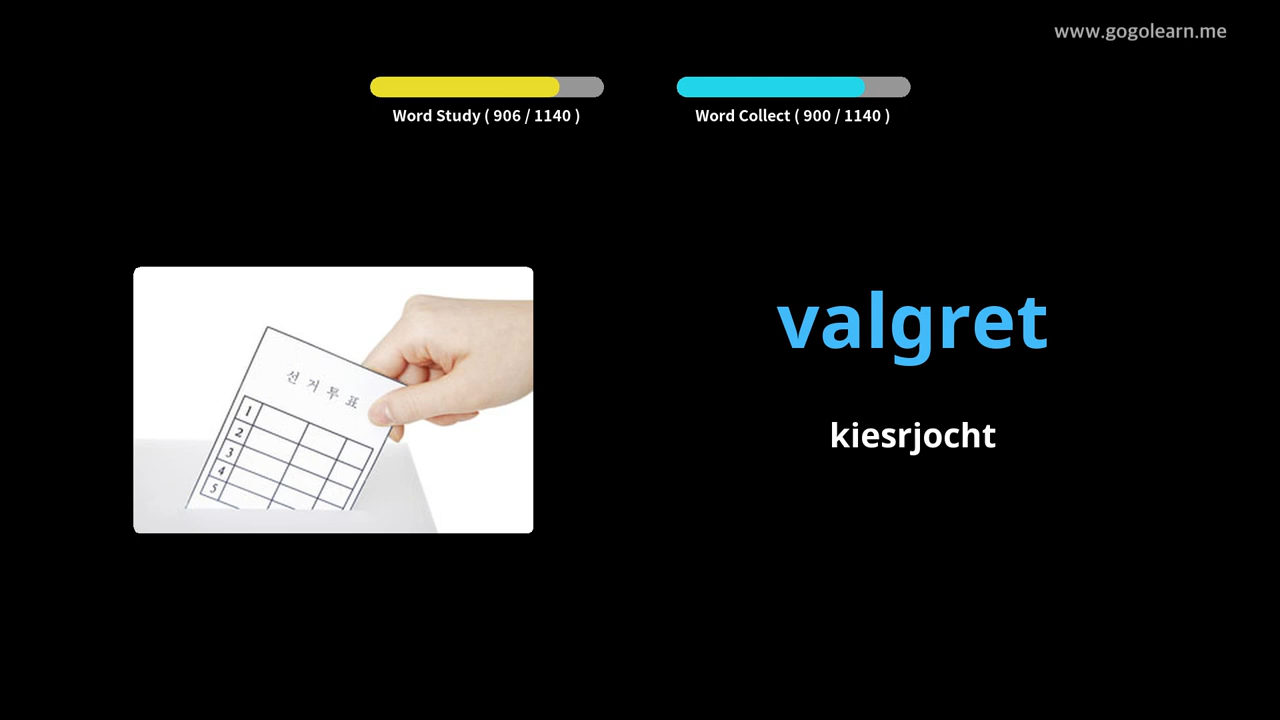 www.gogolearn.me
Word Study ( 906 / 1140 )
Word Collect ( 900 / 1140 )
valgret
kiesrjocht
선거투표
1
2
3
4
5